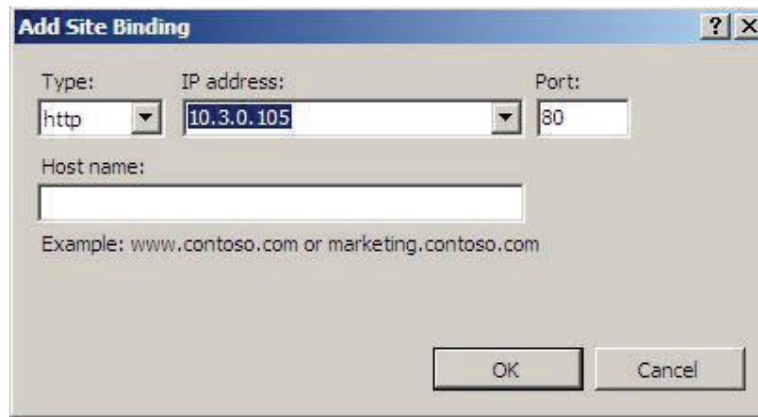 Add Site Binding
Type: IP address: Port:
http 10.3.0.105 80
Host name:
Example: www.contoso.com or marketing.contoso.com
OK Cancel